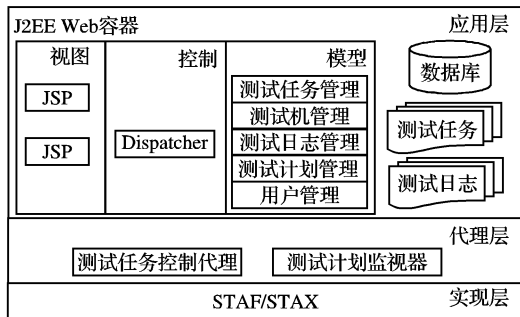 J2EE Web容器
应用层
视图
控制
模型
JSP
JSP
Dispatcher
测试任务管理
测试机管理
测试日志管理
测试计划管理
用户管理
数据库
测试任务
测试日志
代理层
测试任务控制代理
测试计划监视器
实现层
STAF/STAX